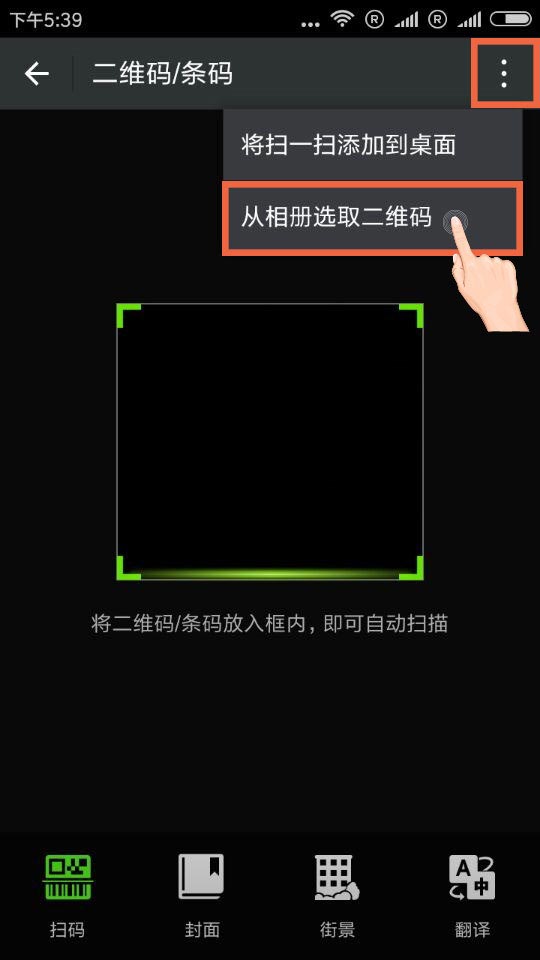 下午5:39
二维码/条码
将扫一扫添加到桌面
从相册选取二维码
将二维码/条码放入框内，即可自动扫描
扫码 封面 街景 翻译